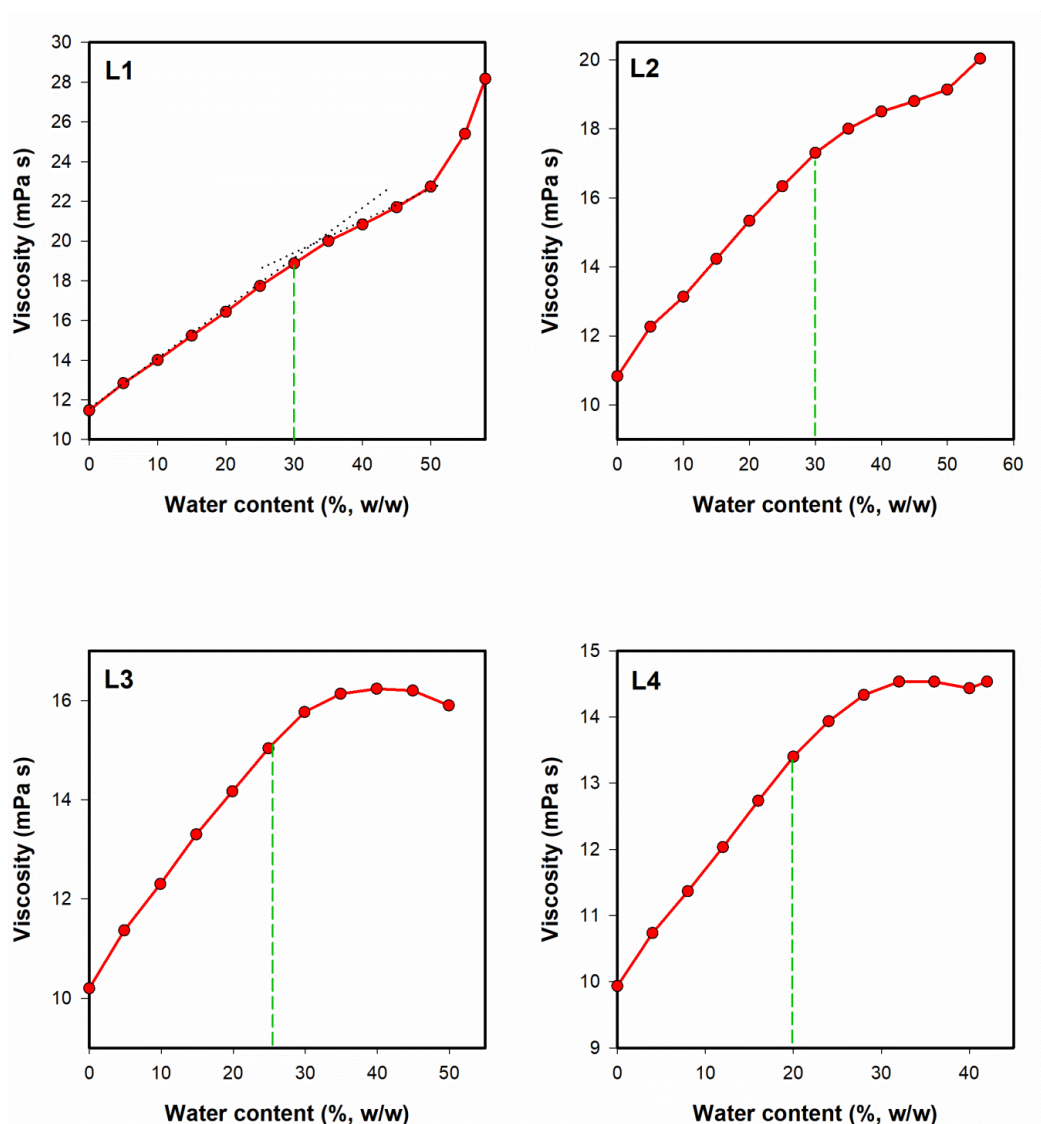 L1
30
28
26
24
22
20
18
16
14
12
10
Viscosity (mPa s)
0 10 20 30 40 50
Water content (%, w/w)
L2
20
18
16
14
12
10
Viscosity (mPa s)
0 10 20 30 40 50 60
Water content (%, w/w)
L3
16
14
12
10
Viscosity (mPa s)
0 10 20 30 40 50
Water content (%, w/w)
L4
15
14
13
12
11
10
9
Viscosity (mPa s)
0 10 20 30 40
Water content (%, w/w)